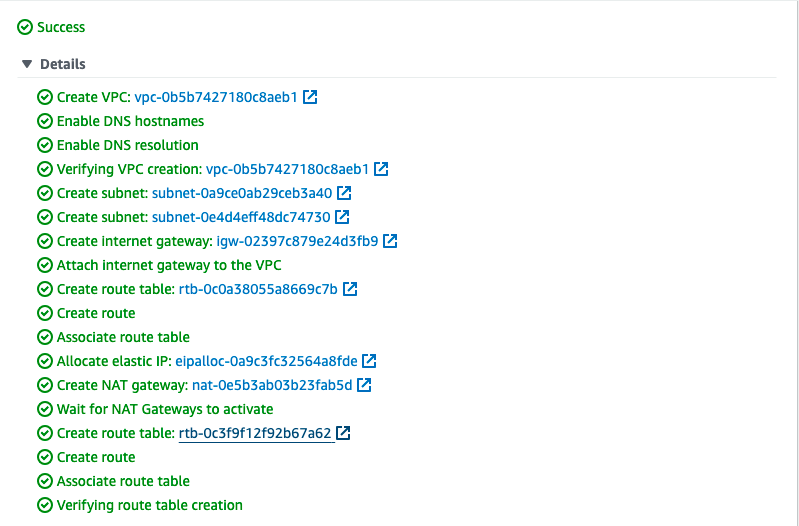 Success
Details
Create VPC: vpc-0b5b7427180c8aeb1
Enable DNS hostnames
Enable DNS resolution
Verifying VPC creation: vpc-0b5b7427180c8aeb1
Create subnet: subnet-0a9ce0ab29ceb3a40
Create subnet: subnet-0e4d4eff48dc74730
Create internet gateway: igw-02397c879e24d3fb9
Attach internet gateway to the VPC
Create route table: rtb-0c0a38055a8669c7b
Create route
Associate route table
Allocate elastic IP: eipalloc-0a9c3fc32564a8fde
Create NAT gateway: nat-0e5b3ab03b23fab5d
Wait for NAT Gateways to activate
Create route table: rtb-0c3f9f12f92b67a62
Create route
Associate route table
Verifying route table creation